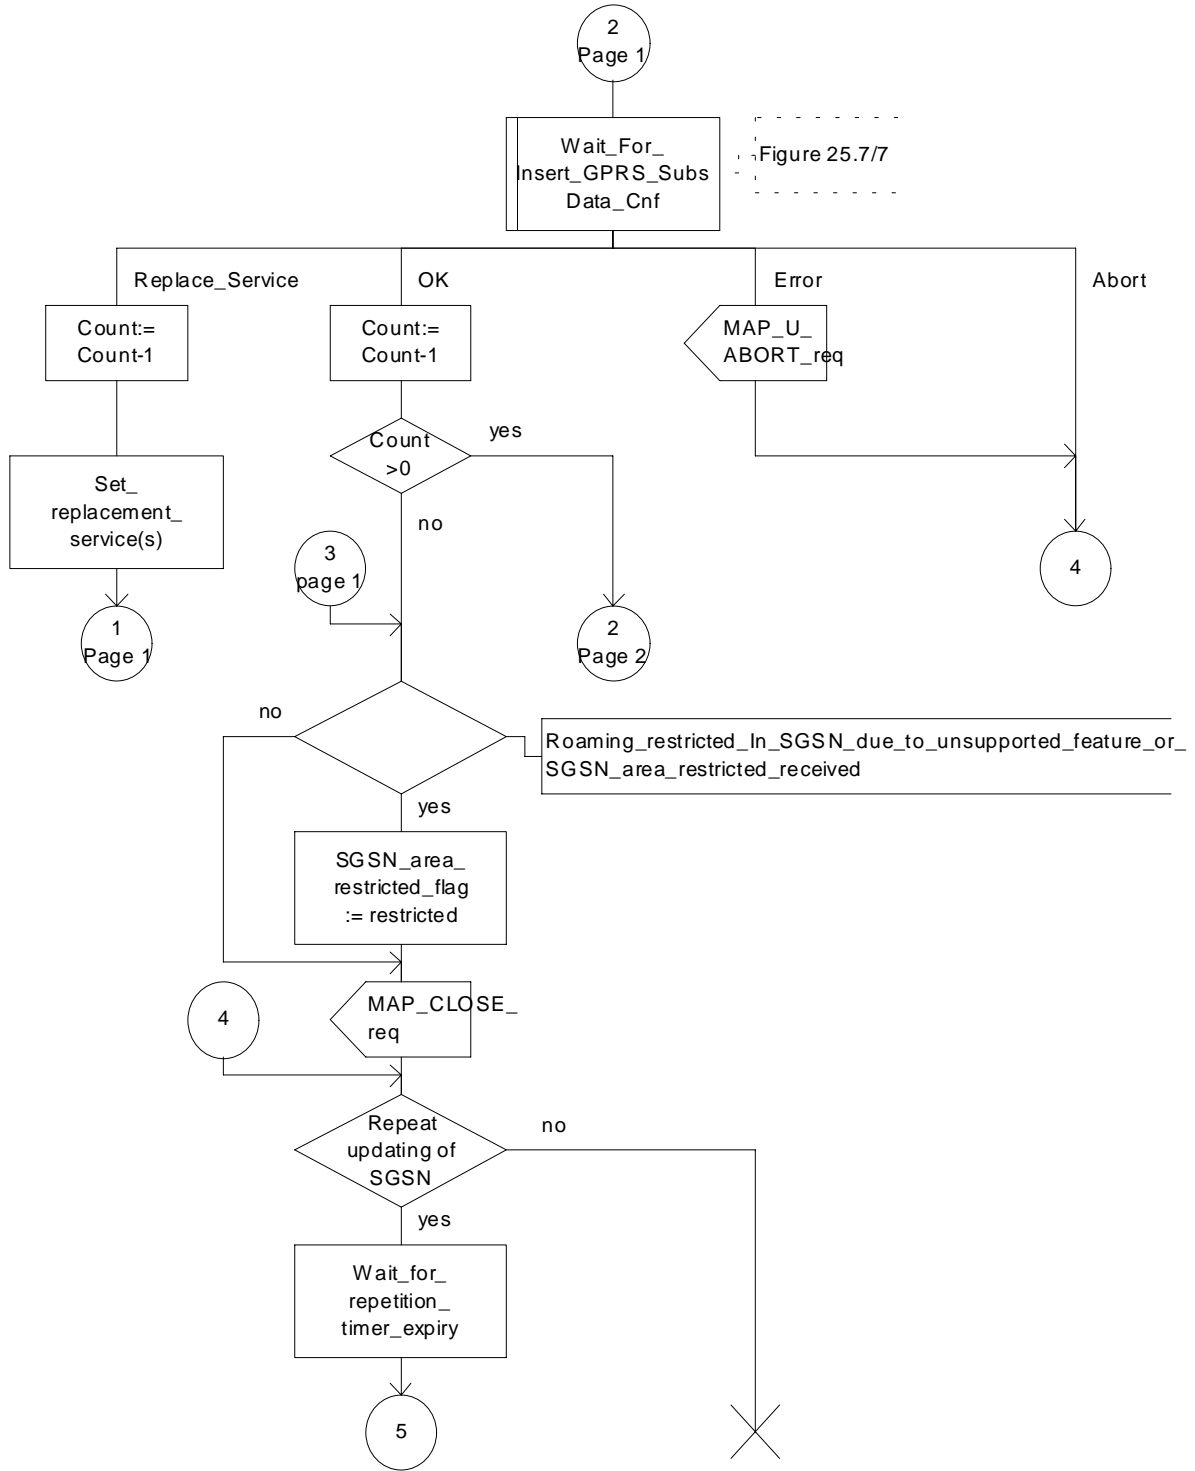 2
Page 1
Wait_For_
Insert_GPRS_Subs
Data_Cnf
Figure 25.7/7
Replace_Service
OK
Error
Abort
Count:=
Count-1
Count:=
Count-1
MAP_U_
ABORT_req
Count
>0
yes
Set_
replacement_
service(s)
no
3
page 1
4
1
Page 1
2
Page 2
no
Roaming_restricted_In_SGSN_due_to_unsupported_feature_or_
SGSN_area_restricted_received
yes
SGSN_area_
restricted_flag
:= restricted
4
MAP_CLOSE_
req
Repeat
updating of
SGSN
no
yes
Wait_for_
repetition_
timer_expiry
5